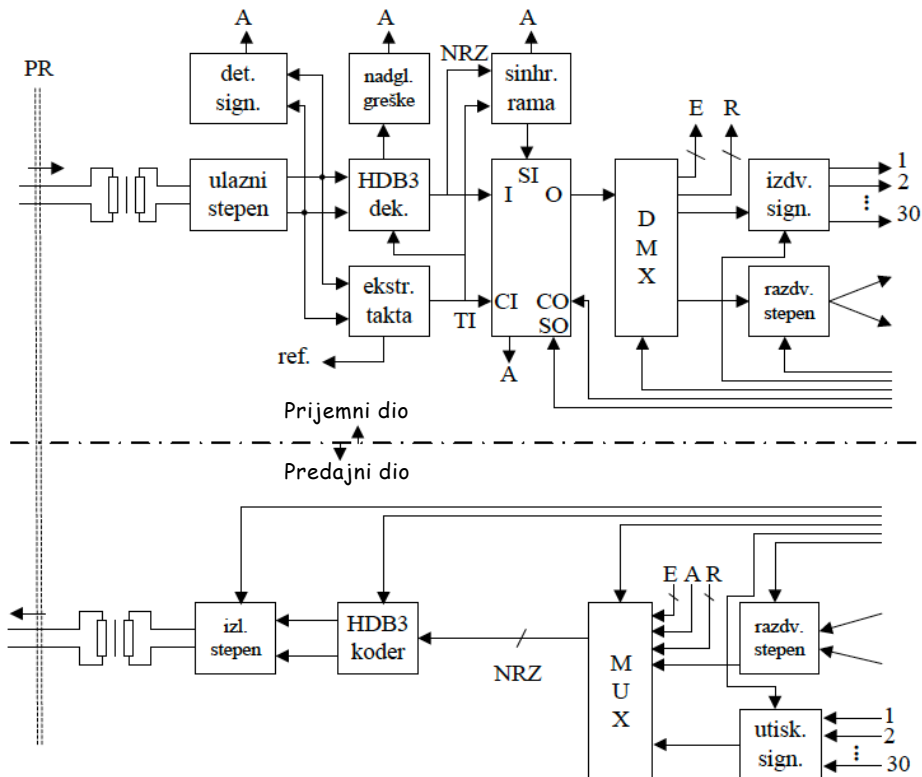 A
A
A
PR
det.
sign.
nadgl.
greške
NRZ
sinhr.
rama
E
R
ulazni
stepen
HDB3
dek.
I
SI
O
D
M
X
izdv.
sign.
1
2
⋮
30
ekstr.
takta
TI
CI
CO
SO
razdv.
stepen
ref.
A
Prijemni dio
Predajni dio
E A R
izl.
stepen
HDB3
koder
NRZ
M
U
X
razdv.
stepen
utisk.
sign.
1
2
⋮
30